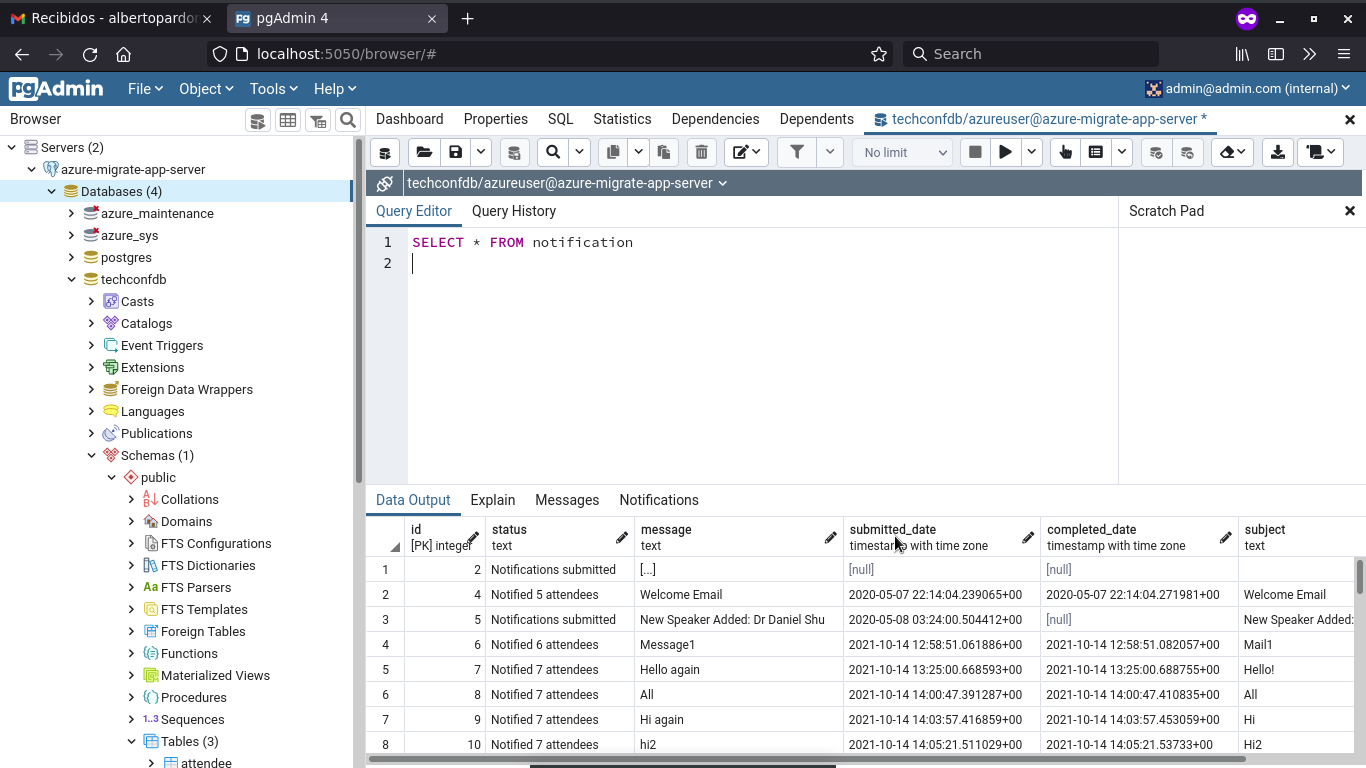 Recibidos - albertopardor
pgAdmin 4
localhost:5050/browser/#
Search
pgAdmin
File
Object
Tools
Help
admin@admin.com (internal)
Browser
Dashboard
Properties
SQL
Statistics
Dependencies
Dependents
techconfdb/azureuser@azure-migrate-app-server *
No limit
techconfdb/azureuser@azure-migrate-app-server
Servers (2)
azure-migrate-app-server
Databases (4)
azure_maintenance
azure_sys
postgres
techconfdb
Casts
Catalogs
Event Triggers
Extensions
Foreign Data Wrappers
Languages
Publications
Schemas (1)
public
Collations
Domains
FTS Configurations
FTS Dictionaries
Aa FTS Parsers
FTS Templates
Foreign Tables
Functions
Materialized Views
Procedures
1..3 Sequences
Tables (3)
attendee
Query Editor
Query History
Scratch Pad
1 SELECT * FROM notification
2
Data Output
Explain
Messages
Notifications
id status message submitted_date completed_date subject
[PK] integer text text timestamp with time zone timestamp with time zone text
1 2 Notifications submitted [...] [null] [null]
2 4 Notified 5 attendees Welcome Email 2020-05-07 22:14:04.239065+00 2020-05-07 22:14:04.271981+00 Welcome Email
3 5 Notifications submitted New Speaker Added: Dr Daniel Shu 2020-05-08 03:24:00.504412+00 [null] New Speaker Added:
4 6 Notified 6 attendees Message1 2021-10-14 12:58:51.061886+00 2021-10-14 12:58:51.082057+00 Mail1
5 7 Notified 7 attendees Hello again 2021-10-14 13:25:00.668593+00 2021-10-14 13:25:00.688755+00 Hello!
6 8 Notified 7 attendees All 2021-10-14 14:00:47.391287+00 2021-10-14 14:00:47.410835+00 All
7 9 Notified 7 attendees Hi again 2021-10-14 14:03:57.416859+00 2021-10-14 14:03:57.453059+00 Hi
8 10 Notified 7 attendees hi2 2021-10-14 14:05:21.511029+00 2021-10-14 14:05:21.53733+00 Hi2